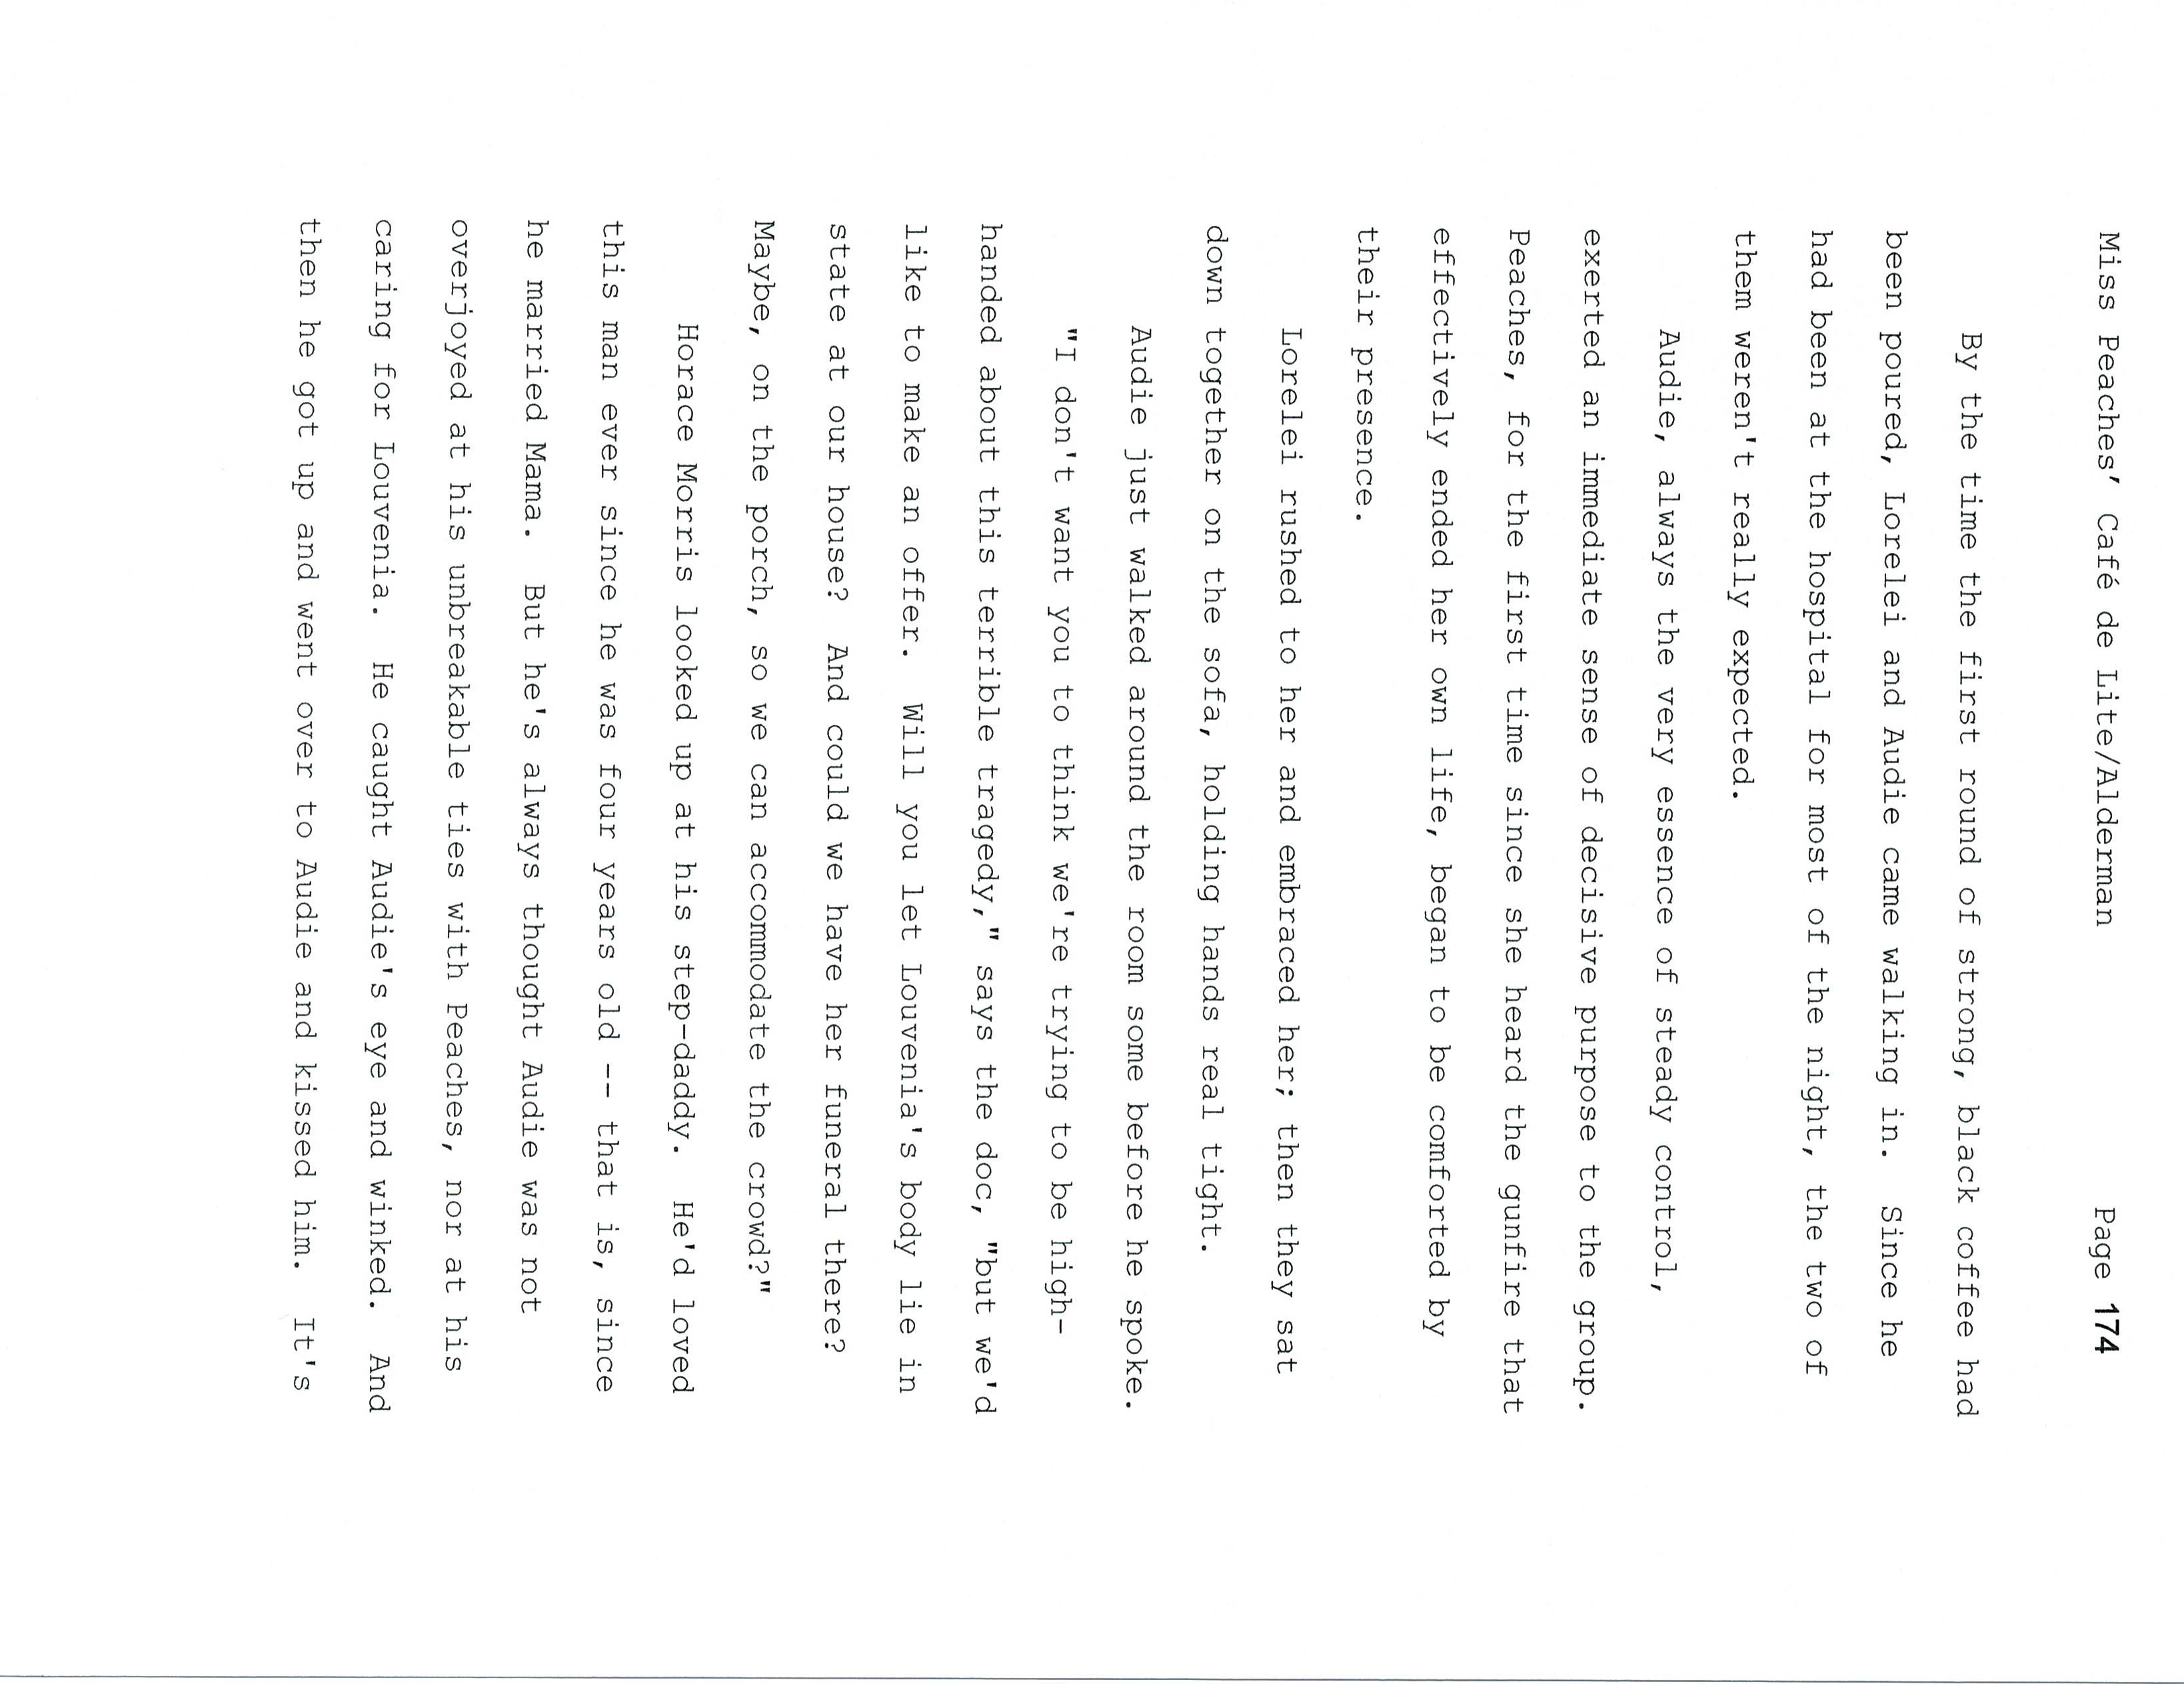 Miss Peaches’ Café de Lite/Alderman Page 174
By the time the first round of strong, black coffee had
been poured, Lorelei and Audie came walking in.  Since he
had been at the hospital for most of the night, the two of
them weren't really expected.
Audie, always the very essence of steady control,
exerted an immediate sense of decisive purpose to the group.
Peaches, for the first time since she heard the gunfire that
effectively ended her own life, began to be comforted by
their presence.
Lorelei rushed to her and embraced her; then they sat
down together on the sofa, holding hands real tight.
Audie just walked around the room some before he spoke.
"I don't want you to think we're trying to be high-
handed about this terrible tragedy," says the doc, "but we'd
like to make an offer.  Will you let Louvenia's body lie in
state at our house?  And could we have her funeral there?
Maybe, on the porch, so we can accommodate the crowd?"
Horace Morris looked up at his step-daddy.  He'd loved
this man ever since he was four years old -- that is, since
he married Mama.  But he's always thought Audie was not
overjoyed at his unbreakable ties with Peaches, nor at his
caring for Louvenia.  He caught Audie's eye and winked.  And
then he got up and went over to Audie and kissed him.  It's